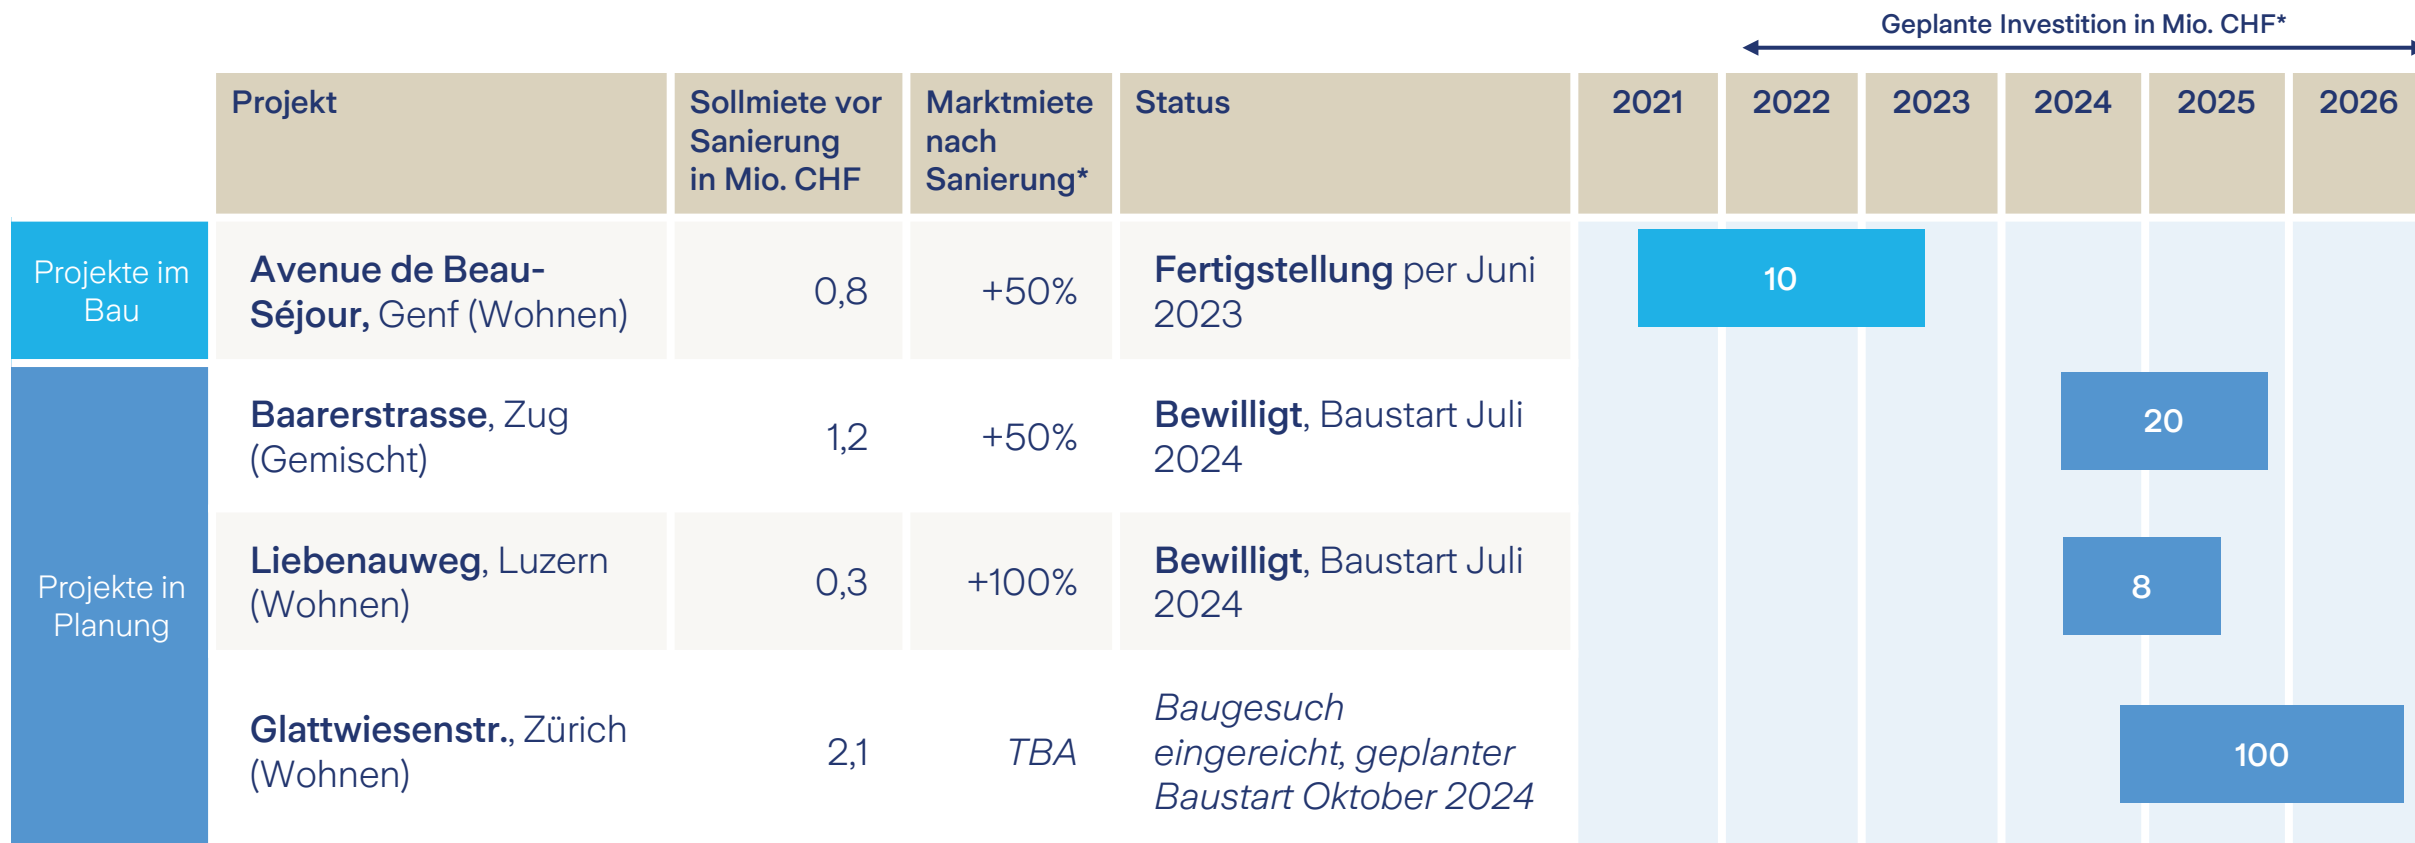 Geplante Investition in Mio. CHF*
Projekt
Sollmiete vor
Sanierung
in Mio. CHF
Marktmiete
nach
Sanierung*
Status
2021
2022
2023
2024
2025
2026
Projekte im
Bau
Avenue de Beau-
Séjour, Genf (Wohnen)
0,8
+50%
Fertigstellung per Juni
2023
10
Projekte in
Planung
Baarerstrasse, Zug
(Gemischt)
1,2
+50%
Bewilligt, Baustart Juli
2024
20
Liebenauweg, Luzern
(Wohnen)
0,3
+100%
Bewilligt, Baustart Juli
2024
8
Glattwiesenstr., Zürich
(Wohnen)
2,1
TBA
Baugesuch
eingereicht, geplanter
Baustart Oktober 2024
100